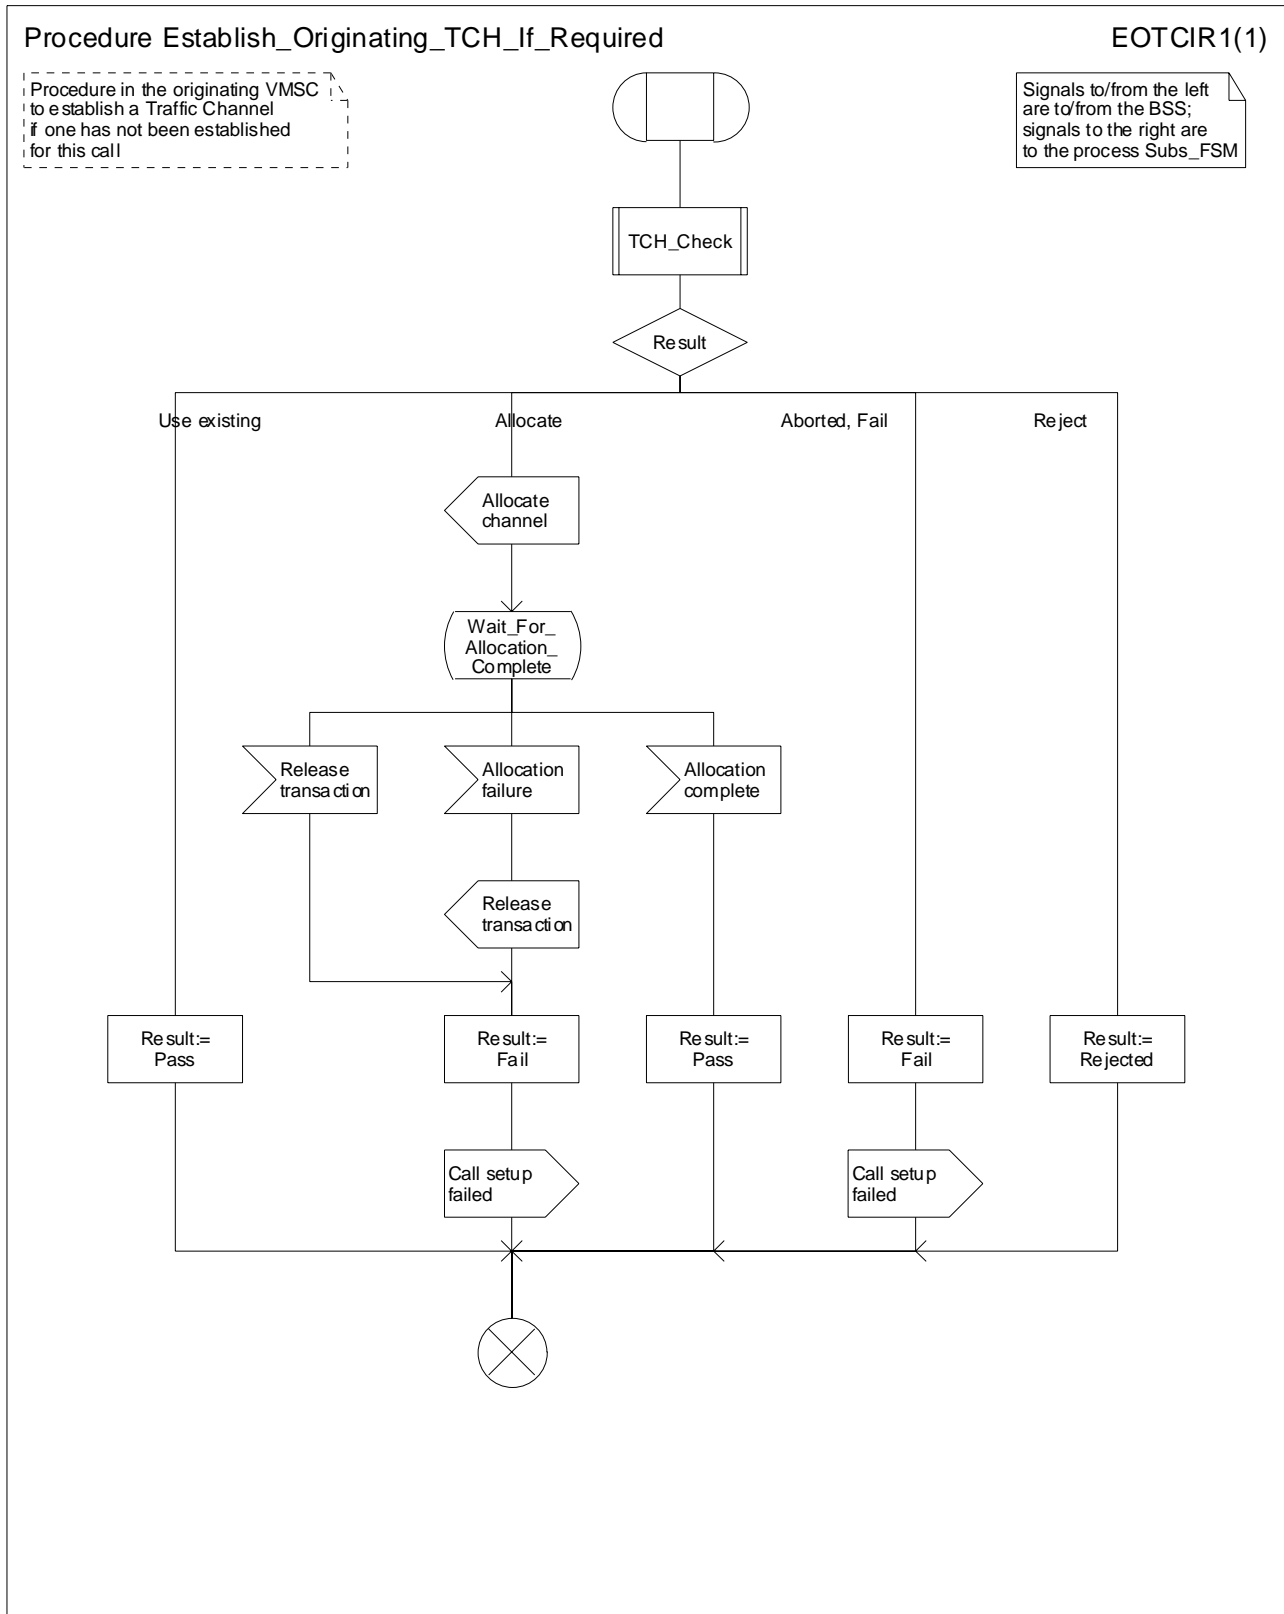 Procedure Establish_Originating_TCH_If_Required
EOTCIR1(1)
Procedure in the originating VMSC
to establish a Traffic Channel
if one has not been established
for this call
Signals to/from the left
are to/from the BSS;
signals to the right are
to the process Subs_FSM
TCH_Check
Result
Use existing
Allocate
Aborted, Fail
Reject
Allocate
channel
Wait_For_
Allocation_
Complete
Release
transaction
Allocation
failure
Allocation
complete
Release
transaction
Result:=
Pass
Result:=
Fail
Result:=
Pass
Result:=
Fail
Result:=
Rejected
Call setup
failed
Call setup
failed